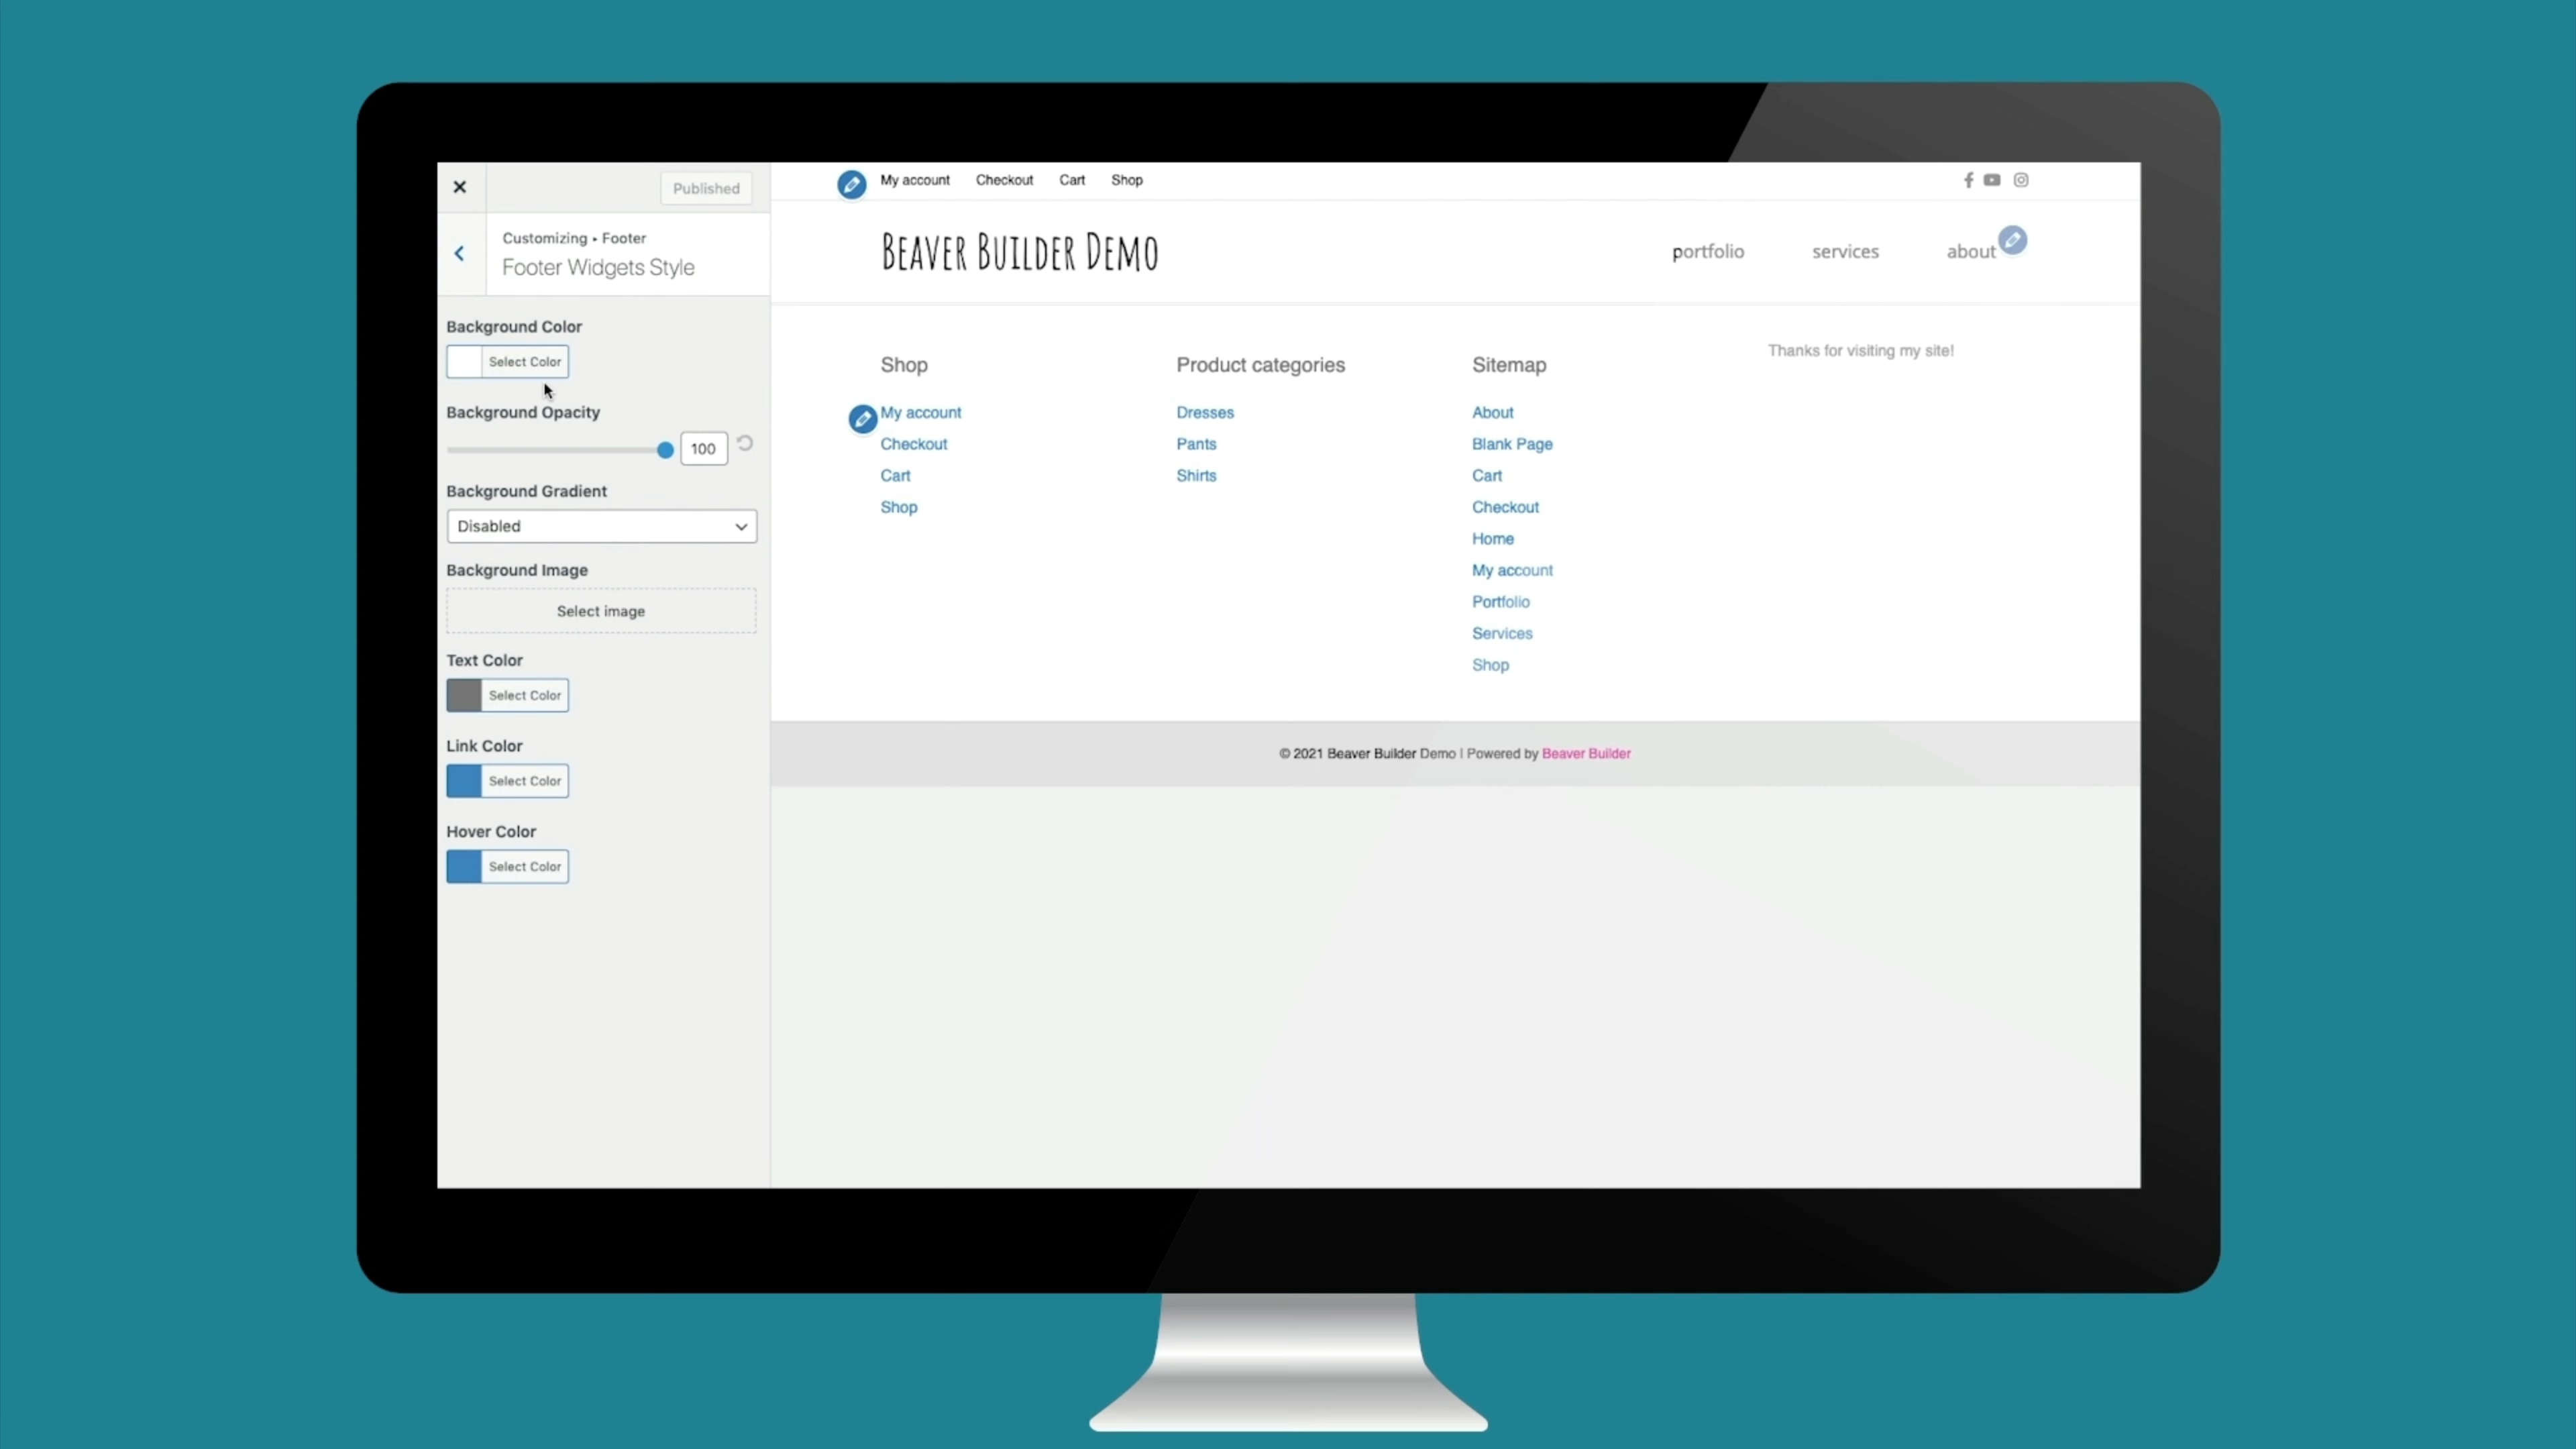 Published
Customizing ▸ Footer
Footer Widgets Style
Background Color
Select Color
Background Opacity
100
Background Gradient
Disabled
Background Image
Select image
Text Color
Select Color
Link Color
Select Color
Hover Color
Select Color
My account Checkout Cart Shop
BEAVER BUILDER DEMO
portfolio services about
Shop
My account
Checkout
Cart
Shop
Product categories
Dresses
Pants
Shirts
Sitemap
About
Blank Page
Cart
Checkout
Home
My account
Portfolio
Services
Shop
Thanks for visiting my site!
© 2021 Beaver Builder Demo | Powered by Beaver Builder